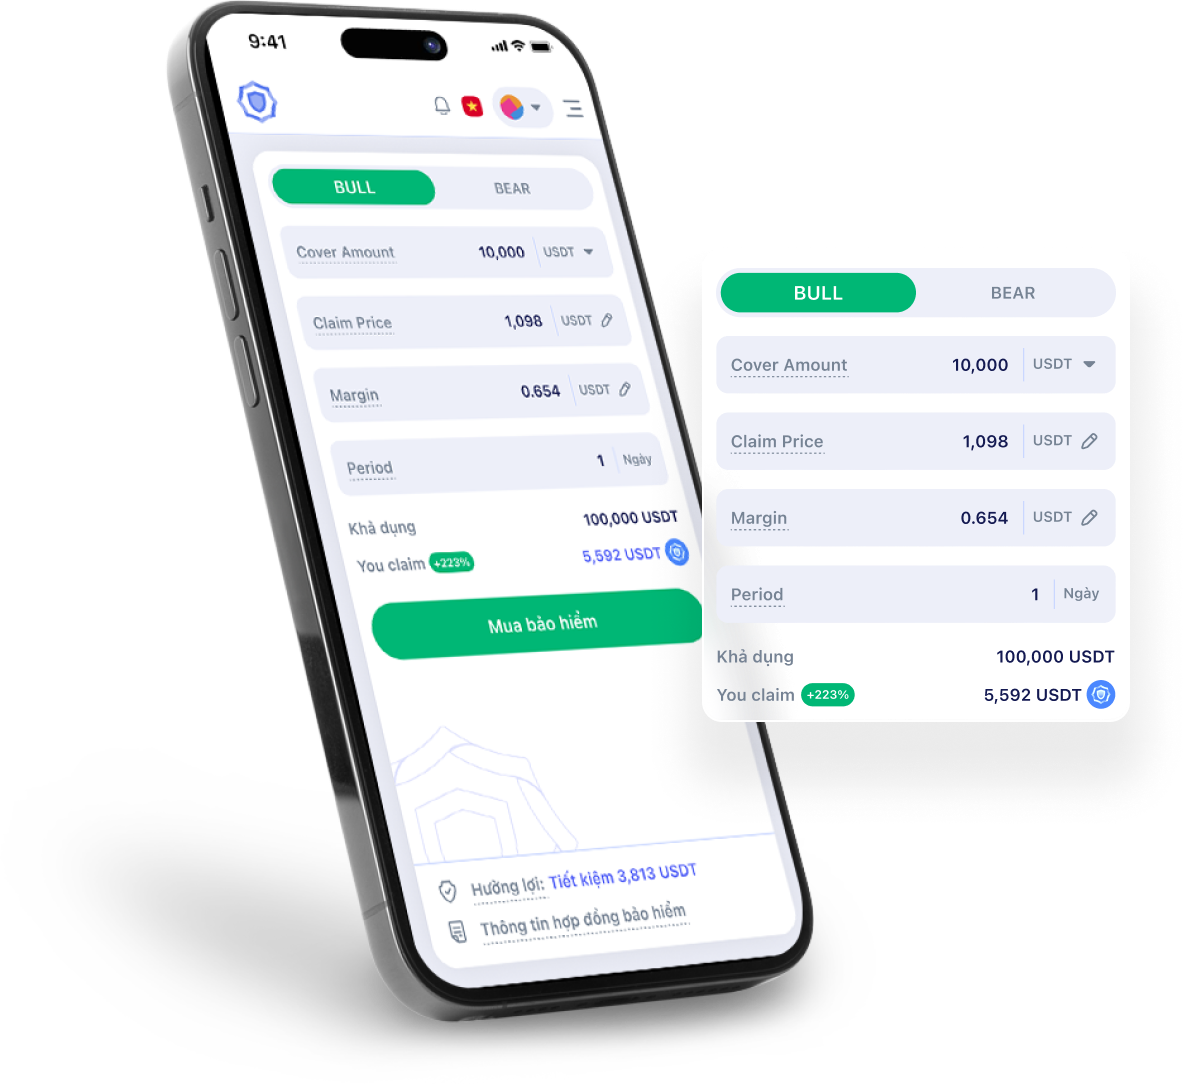 9:41
BULL BEAR
Cover Amount 10,000 USDT
Claim Price 1,098 USDT
Margin 0.654 USDT
Period 1 Ngày
Khả dụng 100,000 USDT
You claim +223% 5,592 USDT
Mua bảo hiểm
Hưởng lợi: Tiết kiệm 3,813 USDT
Thông tin hợp đồng bảo hiểm
BULL BEAR
Cover Amount 10,000 USDT
Claim Price 1,098 USDT
Margin 0.654 USDT
Period 1 Ngày
Khả dụng 100,000 USDT
You claim +223% 5,592 USDT